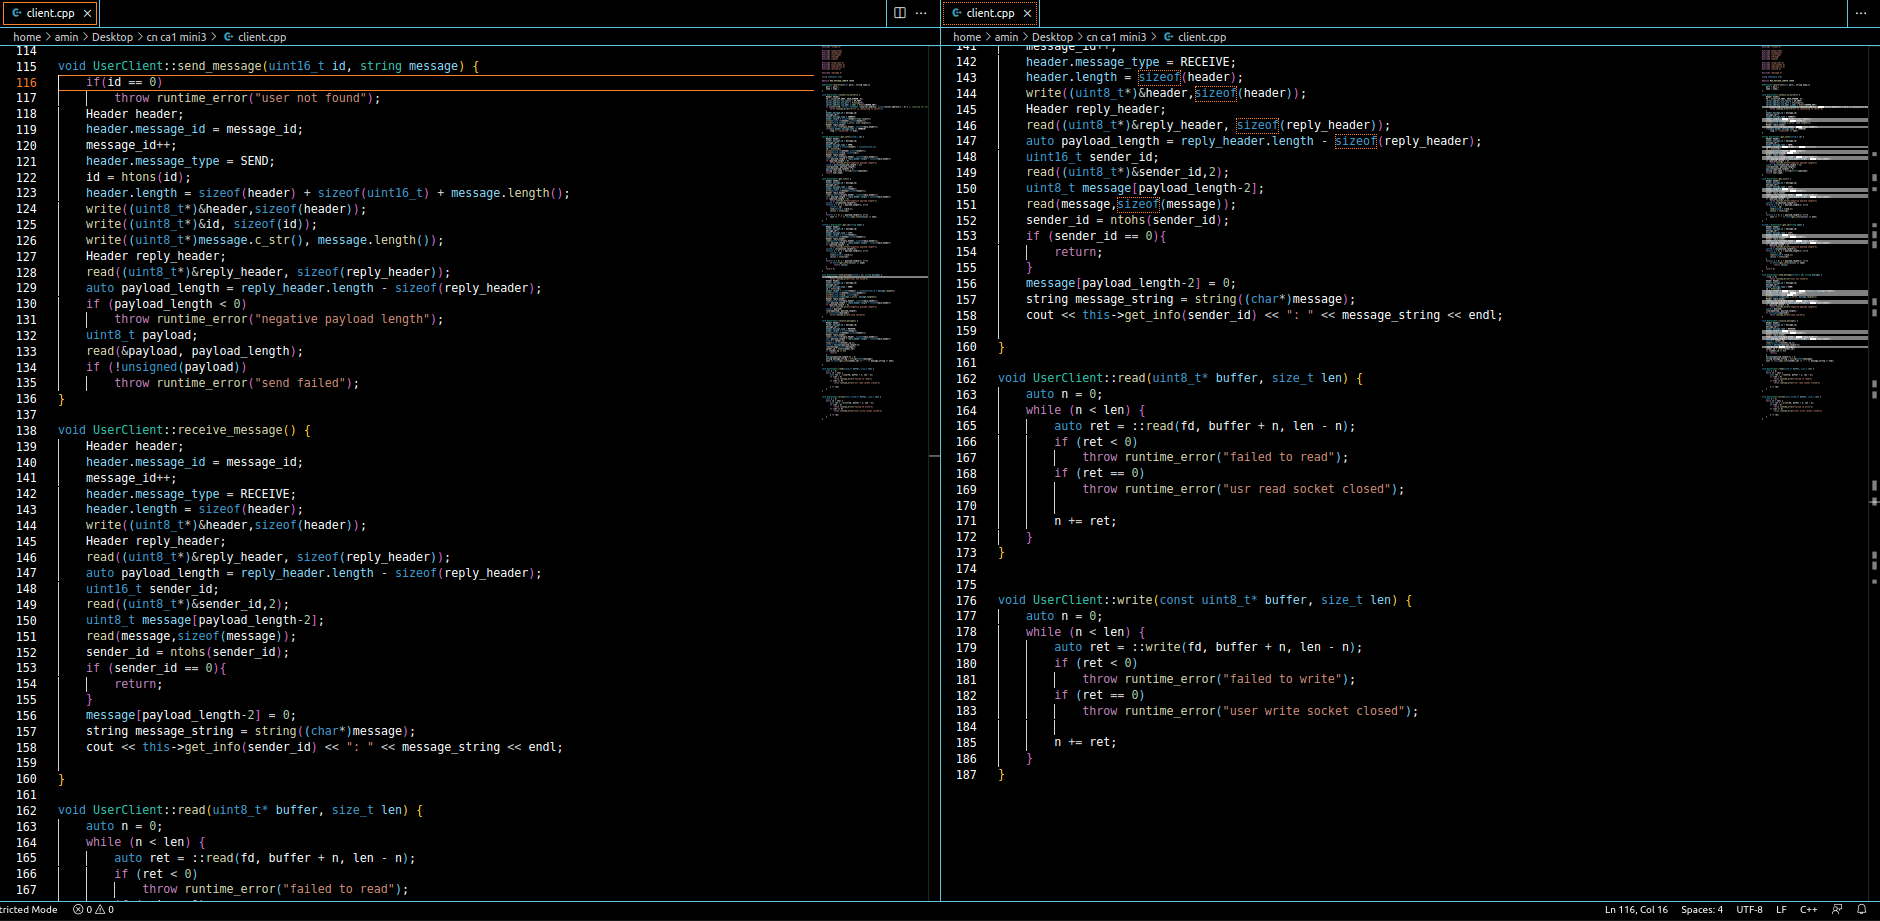 client.cpp
home > amin > Desktop > cn ca1 mini3 > client.cpp
114
115 void UserClient::send_message(uint16_t id, string message) {
116 if(id == 0)
117 throw runtime_error("user not found");
118 Header header;
119 header.message_id = message_id;
120 message_id++;
121 header.message_type = SEND;
122 id = htons(id);
123 header.length = sizeof(header) + sizeof(uint16_t) + message.length();
124 write((uint8_t*)&header,sizeof(header));
125 write((uint8_t*)&id, sizeof(id));
126 write((uint8_t*)message.c_str(), message.length());
127 Header reply_header;
128 read((uint8_t*)&reply_header, sizeof(reply_header));
129 auto payload_length = reply_header.length - sizeof(reply_header);
130 if (payload_length < 0)
131 throw runtime_error("negative payload length");
132 uint8_t payload;
133 read(&payload, payload_length);
134 if (!unsigned(payload))
135 throw runtime_error("send failed");
136 }
137
138 void UserClient::receive_message() {
139 Header header;
140 header.message_id = message_id;
141 message_id++;
142 header.message_type = RECEIVE;
143 header.length = sizeof(header);
144 write((uint8_t*)&header,sizeof(header));
145 Header reply_header;
146 read((uint8_t*)&reply_header, sizeof(reply_header));
147 auto payload_length = reply_header.length - sizeof(reply_header);
148 uint16_t sender_id;
149 read((uint8_t*)&sender_id,2);
150 uint8_t message[payload_length-2];
151 read(message,sizeof(message));
152 sender_id = ntohs(sender_id);
153 if (sender_id == 0){
154 return;
155 }
156 message[payload_length-2] = 0;
157 string message_string = string((char*)message);
158 cout << this->get_info(sender_id) << ": " << message_string << endl;
159
160 }
161
162 void UserClient::read(uint8_t* buffer, size_t len) {
163 auto n = 0;
164 while (n < len) {
165 auto ret = ::read(fd, buffer + n, len - n);
166 if (ret < 0)
167 throw runtime_error("failed to read");
client.cpp
home > amin > Desktop > cn ca1 mini3 > client.cpp
141 message_id++;
142 header.message_type = RECEIVE;
143 header.length = sizeof(header);
144 write((uint8_t*)&header,sizeof(header));
145 Header reply_header;
146 read((uint8_t*)&reply_header, sizeof(reply_header));
147 auto payload_length = reply_header.length - sizeof(reply_header);
148 uint16_t sender_id;
149 read((uint8_t*)&sender_id,2);
150 uint8_t message[payload_length-2];
151 read(message,sizeof(message));
152 sender_id = ntohs(sender_id);
153 if (sender_id == 0){
154 return;
155 }
156 message[payload_length-2] = 0;
157 string message_string = string((char*)message);
158 cout << this->get_info(sender_id) << ": " << message_string << endl;
159
160 }
161
162 void UserClient::read(uint8_t* buffer, size_t len) {
163 auto n = 0;
164 while (n < len) {
165 auto ret = ::read(fd, buffer + n, len - n);
166 if (ret < 0)
167 throw runtime_error("failed to read");
168 if (ret == 0)
169 throw runtime_error("usr read socket closed");
170
171 n += ret;
172 }
173 }
174
175
176 void UserClient::write(const uint8_t* buffer, size_t len) {
177 auto n = 0;
178 while (n < len) {
179 auto ret = ::write(fd, buffer + n, len - n);
180 if (ret < 0)
181 throw runtime_error("failed to write");
182 if (ret == 0)
183 throw runtime_error("user write socket closed");
184
185 n += ret;
186 }
187 }
tricted Mode 0 0 Ln 116, Col 16 Spaces: 4 UTF-8 LF C++